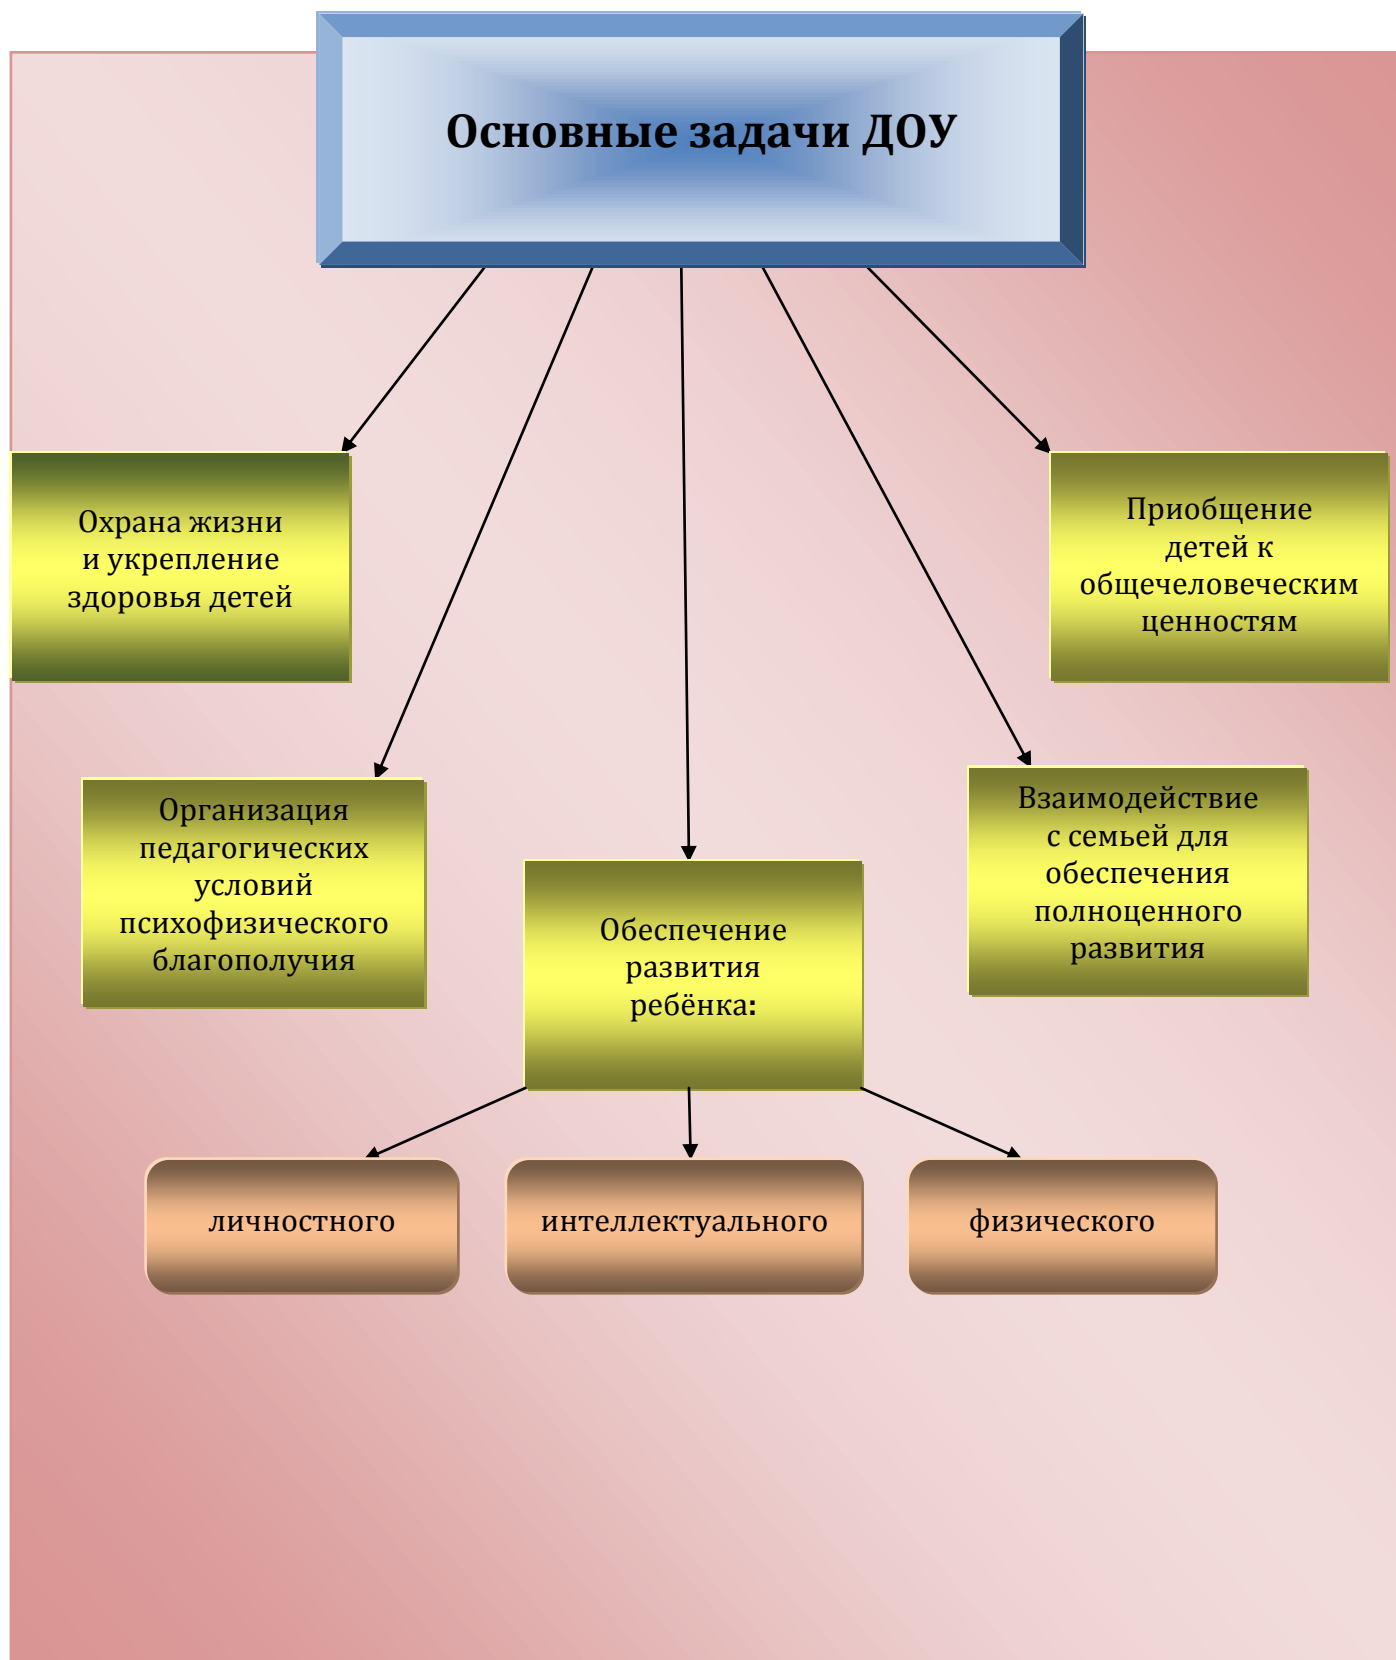 Основные задачи ДОУ
Охрана жизни
и укрепление
здоровья детей
Приобщение
детей к
общечеловеческим
ценностям
Организация
педагогических
условий
психофизического
благополучия
Взаимодействие
с семьей для
обеспечения
полноценного
развития
Обеспечение
развития
ребёнка:
личностного
интеллектуального
физического